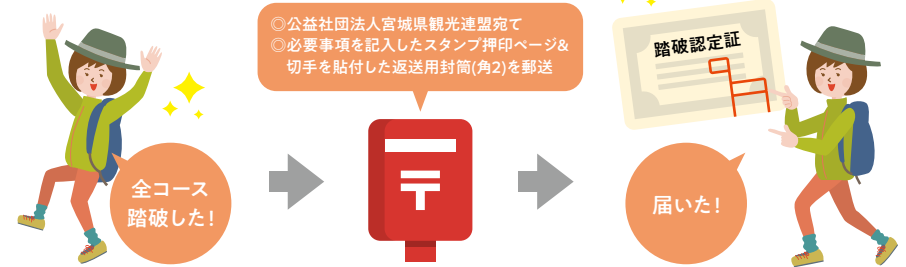 ◎公益社団法人宮城県観光連盟宛て
◎必要事項を記入したスタンプ押印ページ&
切手を貼付した返送用封筒(角2)を郵送
踏破認定証
全コース
踏破した!
〒
届いた!